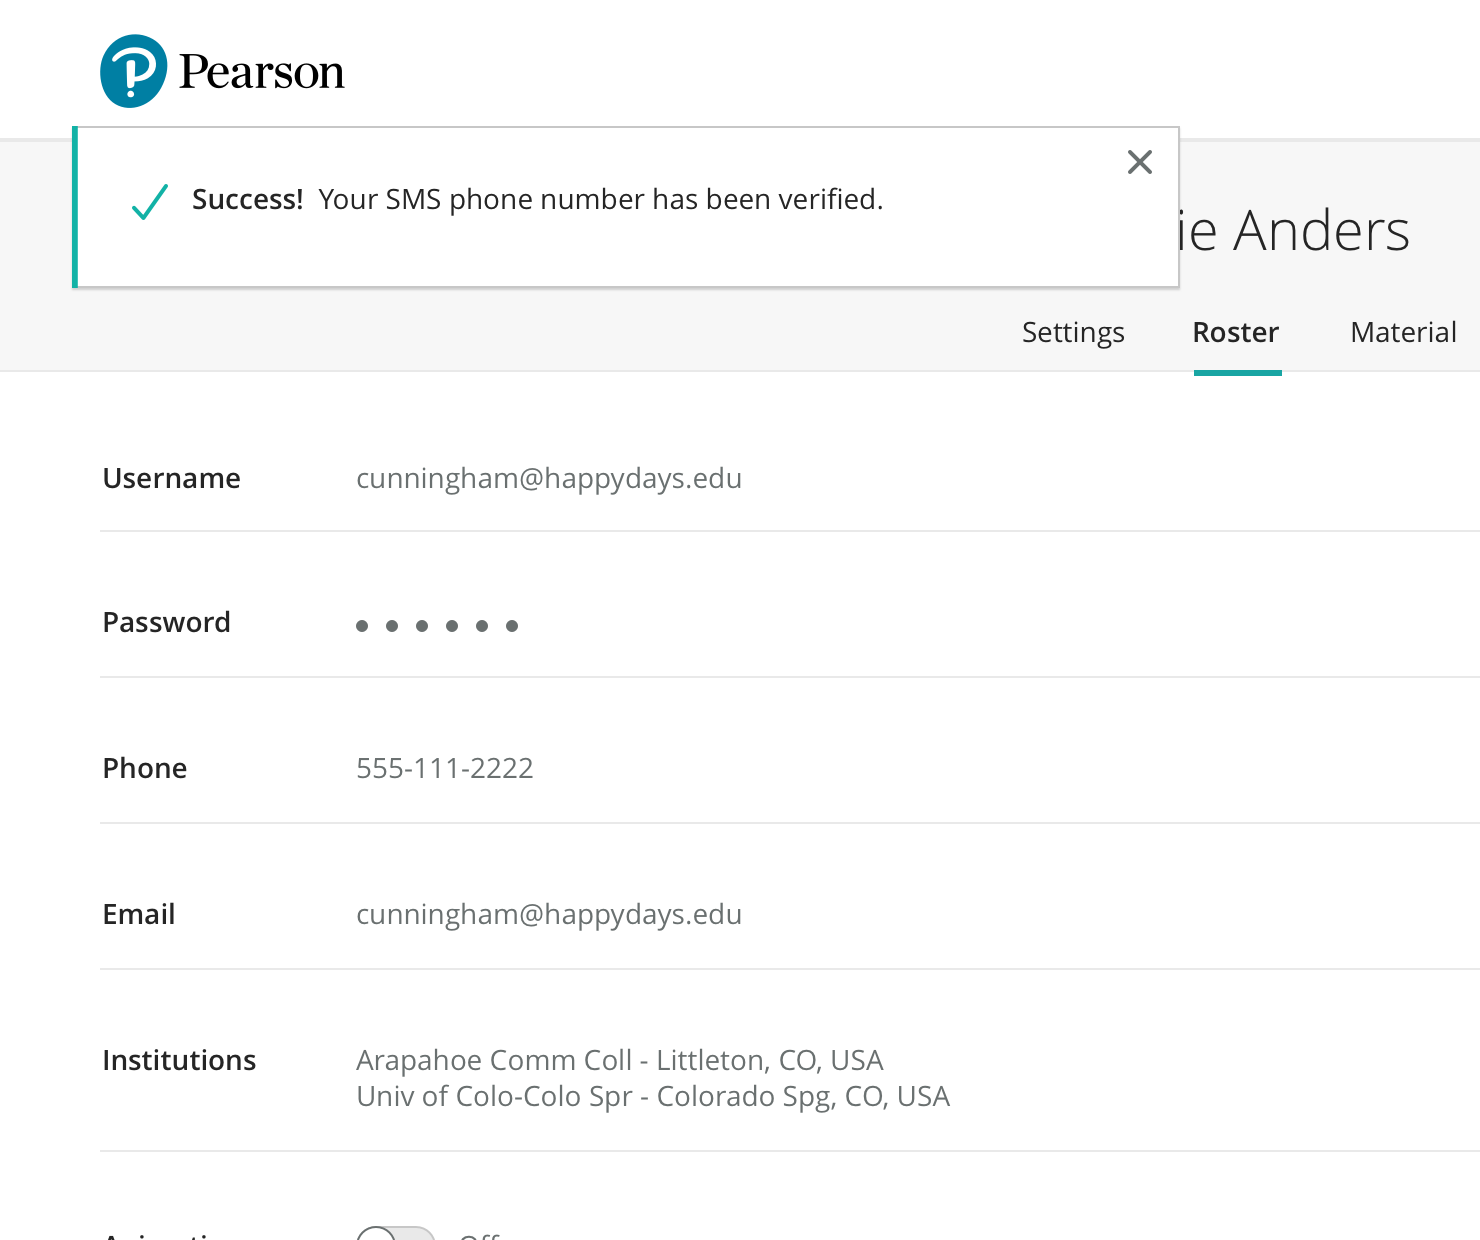 Pearson
Success! Your SMS phone number has been verified.
ie Anders
Settings Roster Material
Username cunningham@happydays.edu
Password
Phone 555-111-2222
Email cunningham@happydays.edu
Institutions Arapahoe Comm Coll - Littleton, CO, USA
Univ of Colo-Colo Spr - Colorado Spg, CO, USA
Off